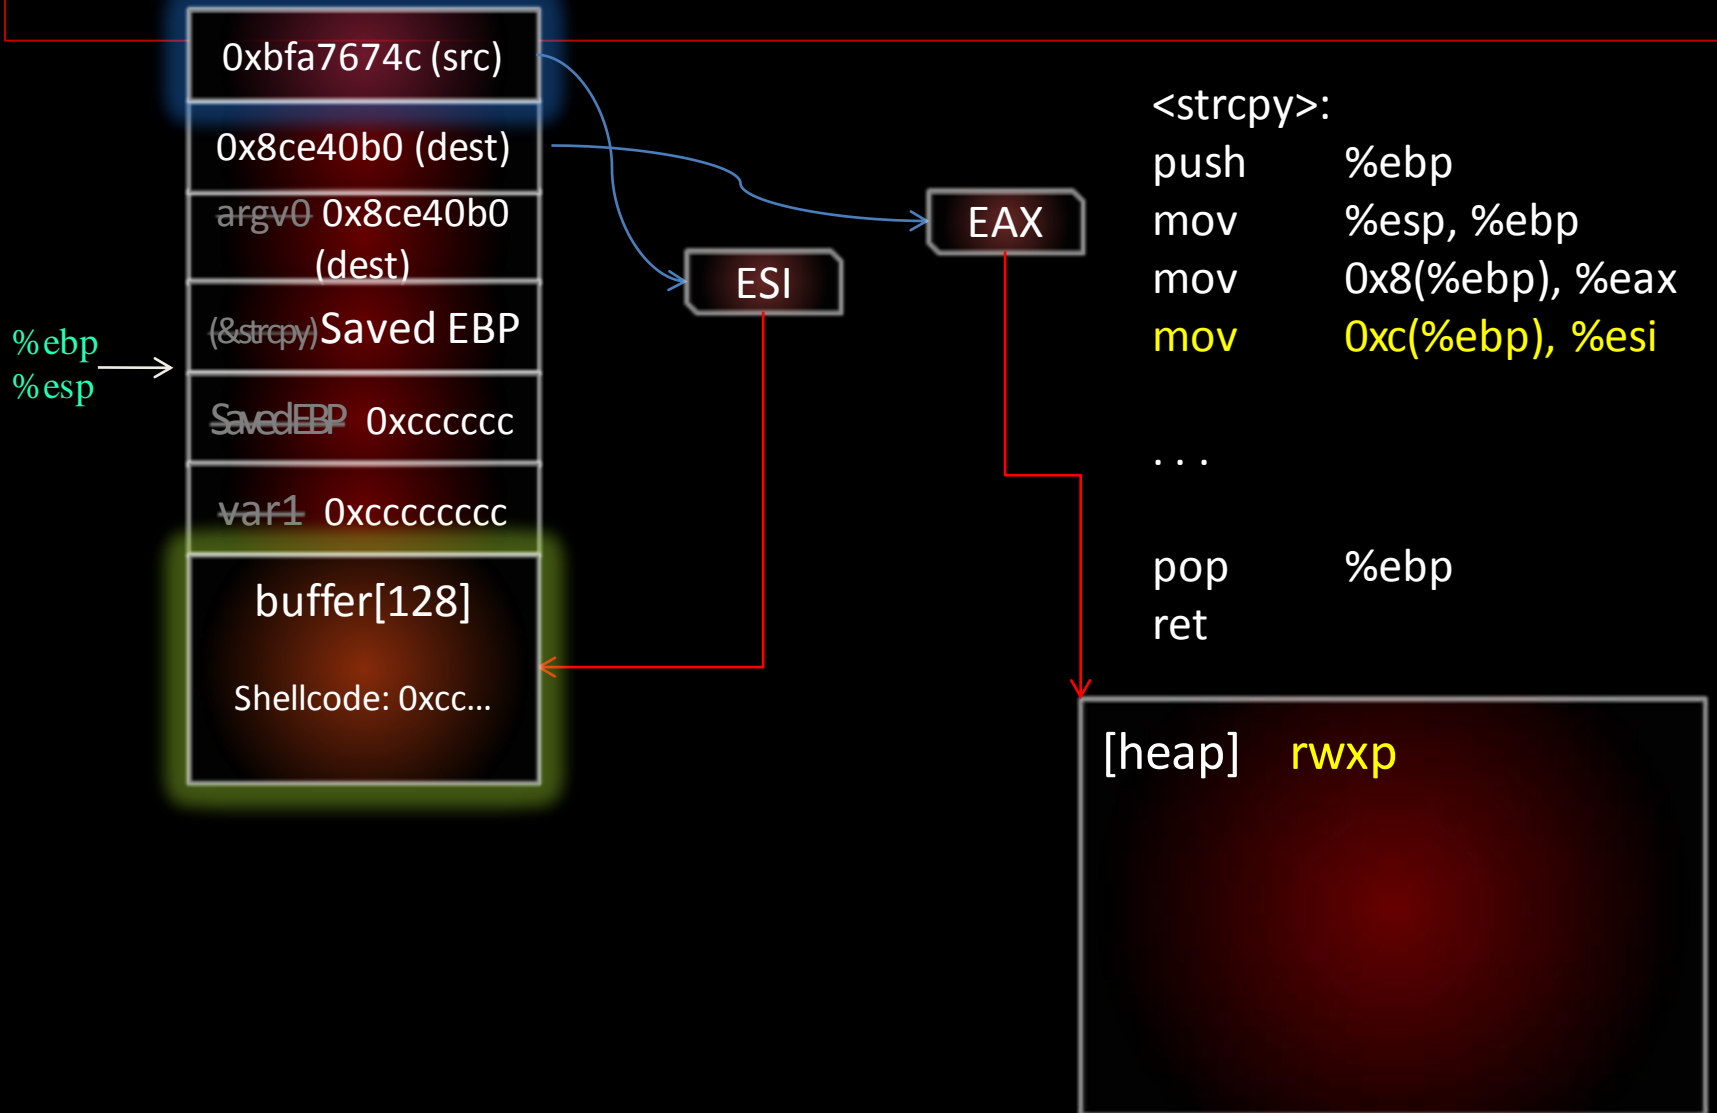 0xbfa7674c (src)
0x8ce40b0 (dest)
argv0 0x8ce40b0
(dest)
(&strcpy) Saved EBP
Saved EBP 0xcccccc
var1 0xcccccccc
buffer[128]
Shellcode: 0xcc...
%ebp
%esp
ESI
EAX
<strcpy>:
push %ebp
mov %esp, %ebp
mov 0x8(%ebp), %eax
mov 0xc(%ebp), %esi
. . .
pop %ebp
ret
[heap] rwxp